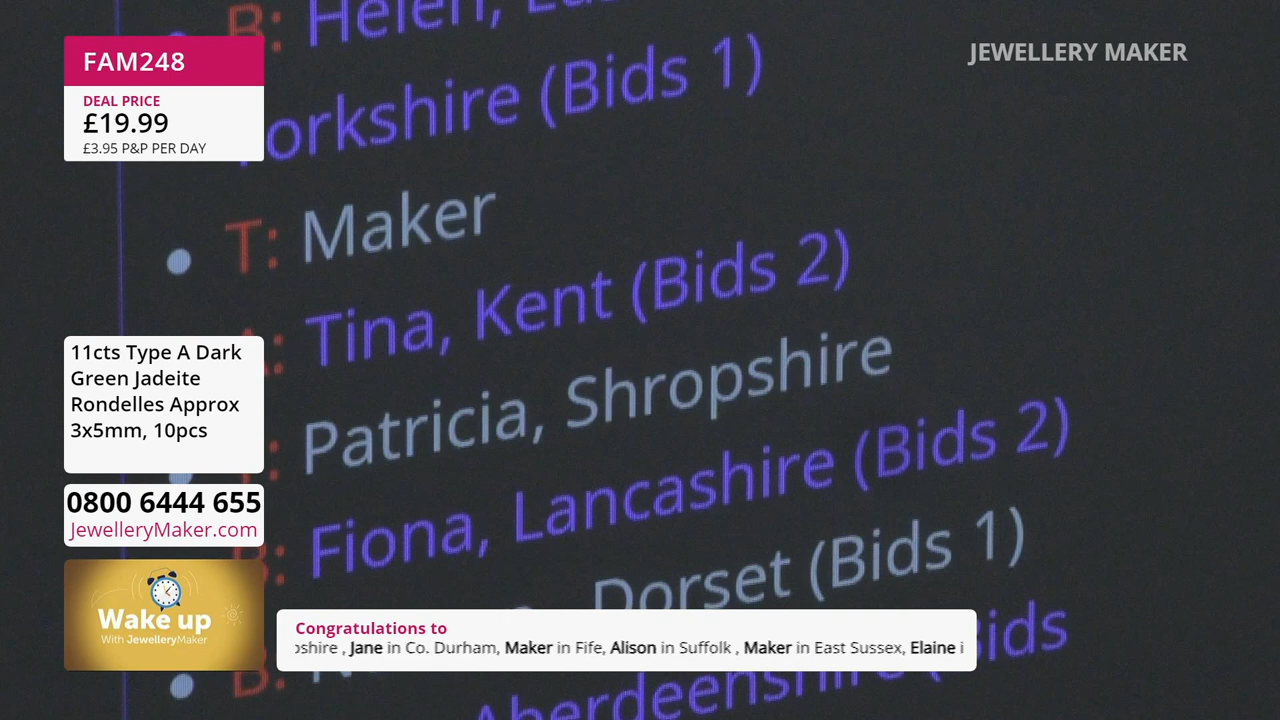 FAM248
DEAL PRICE
£19.99
£3.95 P&P PER DAY
JEWELLERY MAKER
B: Helen,
Yorkshire (Bids 1)
T: Maker
Tina, Kent (Bids 2)
Patricia, Shropshire
B: Fiona, Lancashire (Bids 2)
Dorset (Bids 1)
B:
Aberdeenshire (Bids
11cts Type A Dark
Green Jadeite
Rondelles Approx
3x5mm, 10pcs
0800 6444 655
JewelleryMaker.com
Wake up
With JewelleryMaker
Congratulations to
Jane in Co. Durham, Maker in Fife, Alison in Suffolk , Maker in East Sussex, Elaine i